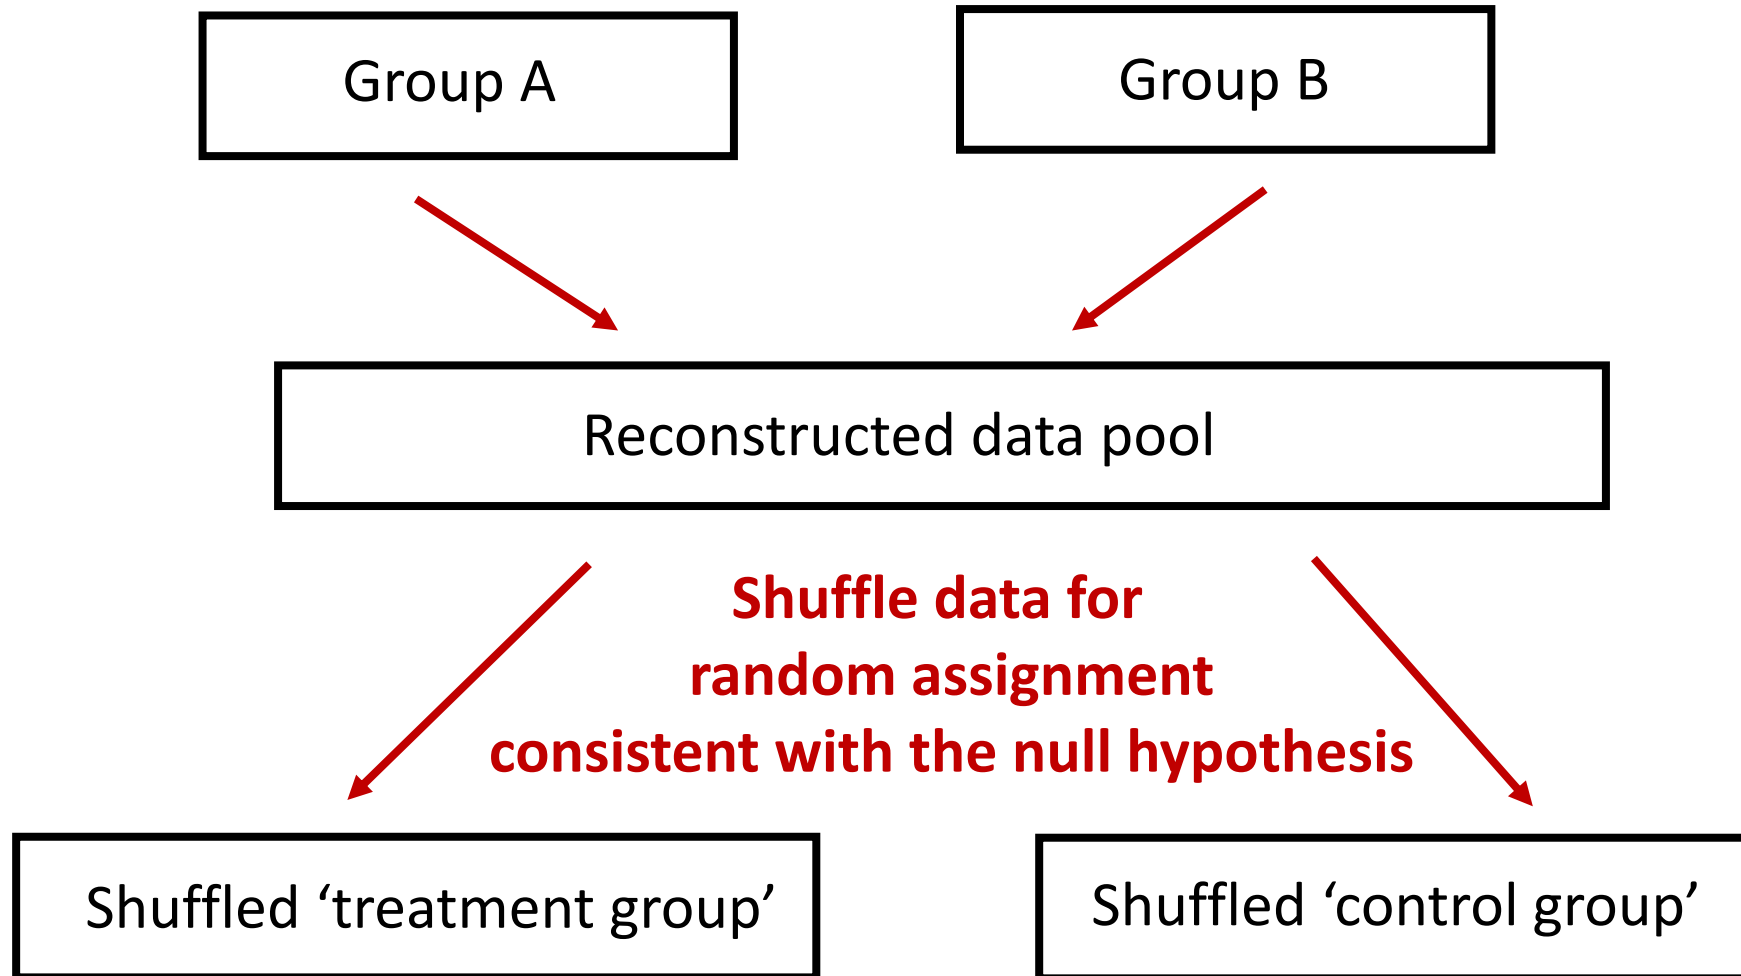 Group A
Group B
Reconstructed data pool
Shuffle data for
random assignment
consistent with the null hypothesis
Shuffled ‘treatment group’
Shuffled ‘control group’